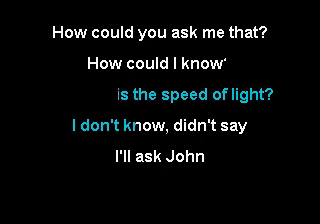 How could you ask me that?
How could I know
is the speed of light?
I don't know, didn't say
I'll ask John